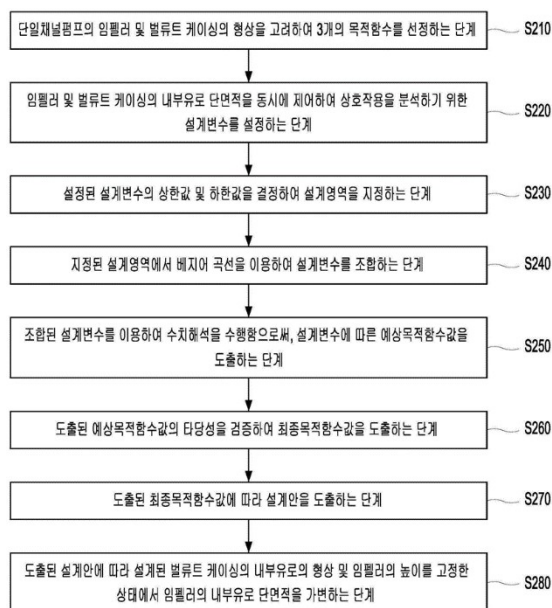 단일채널펌프의 임펠러 및 벌류트 케이싱의 형상을 고려하여 3개의 목적함수를 선정하는 단계
S210
임펠러 및 벌류트 케이싱의 내부유로 단면적을 동시에 제어하여 상호작용을 분석하기 위한
설계변수를 설정하는 단계
S220
설정된 설계변수의 상한값 및 하한값을 결정하여 설계영역을 지정하는 단계
S230
지정된 설계영역에서 베지어 곡선을 이용하여 설계변수를 조합하는 단계
S240
조합된 설계변수를 이용하여 수치해석을 수행함으로써, 설계변수에 따른 예상목적함수값을
도출하는 단계
S250
도출된 예상목적함수값의 타당성을 검증하여 최종목적함수값을 도출하는 단계
S260
도출된 최종목적함수값에 따라 설계안을 도출하는 단계
S270
도출된 설계안에 따라 설계된 벌류트 케이싱의 내부유로의 형상 및 임펠러의 높이를 고정한
상태에서 임펠러의 내부유로 단면적을 가변하는 단계
S280